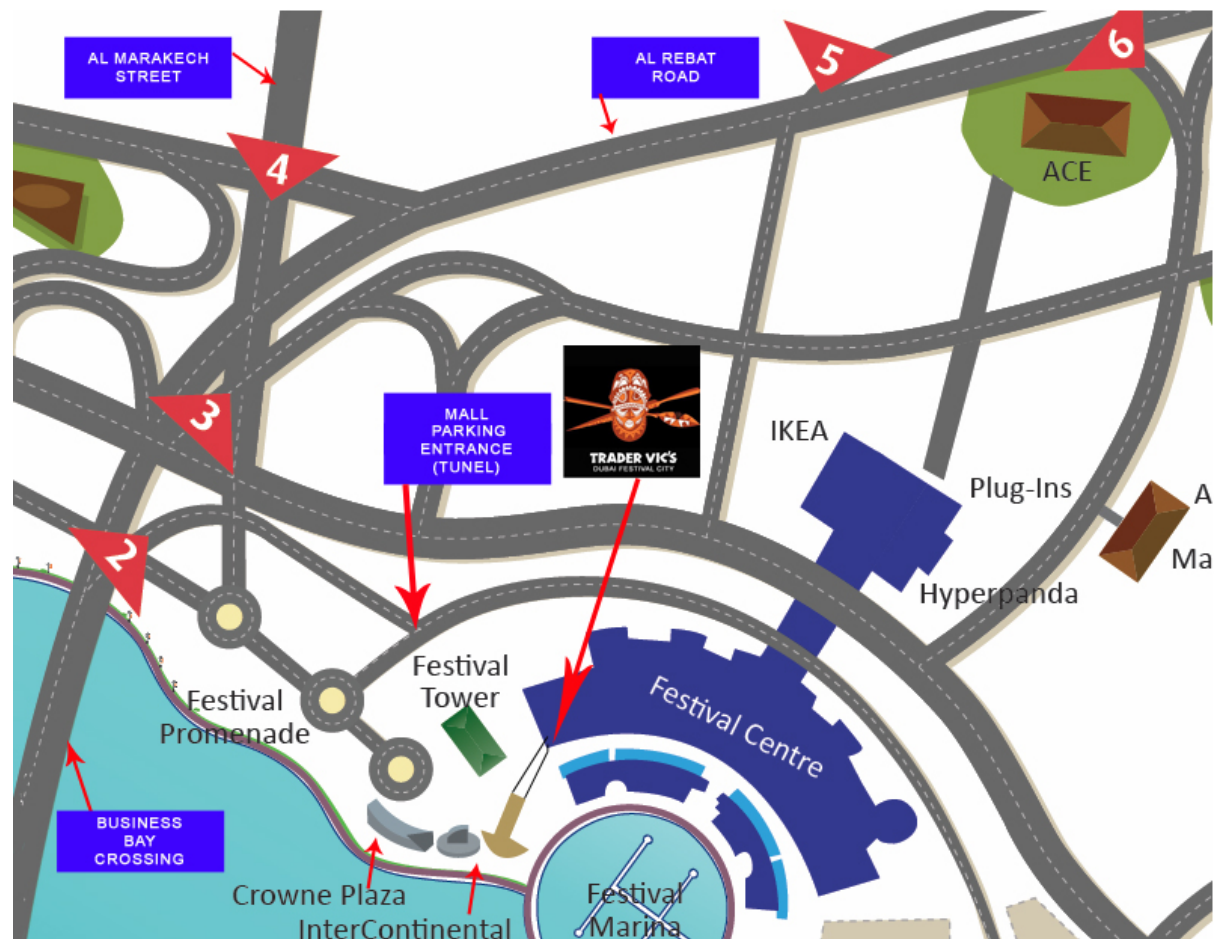 AL MARAKECH
STREET
AL REBAT
ROAD
5
6
4
ACE
3
MALL
PARKING
ENTRANCE
(TUNEL)
TRADER VIC'S
DUBAI FESTIVAL CITY
IKEA
Plug-Ins
A
Ma
2
Hyperpanda
Festival
Tower
Festival
Promenade
Festival Centre
BUSINESS
BAY
CROSSING
Crowne Plaza
InterContinental
Festival
Marina